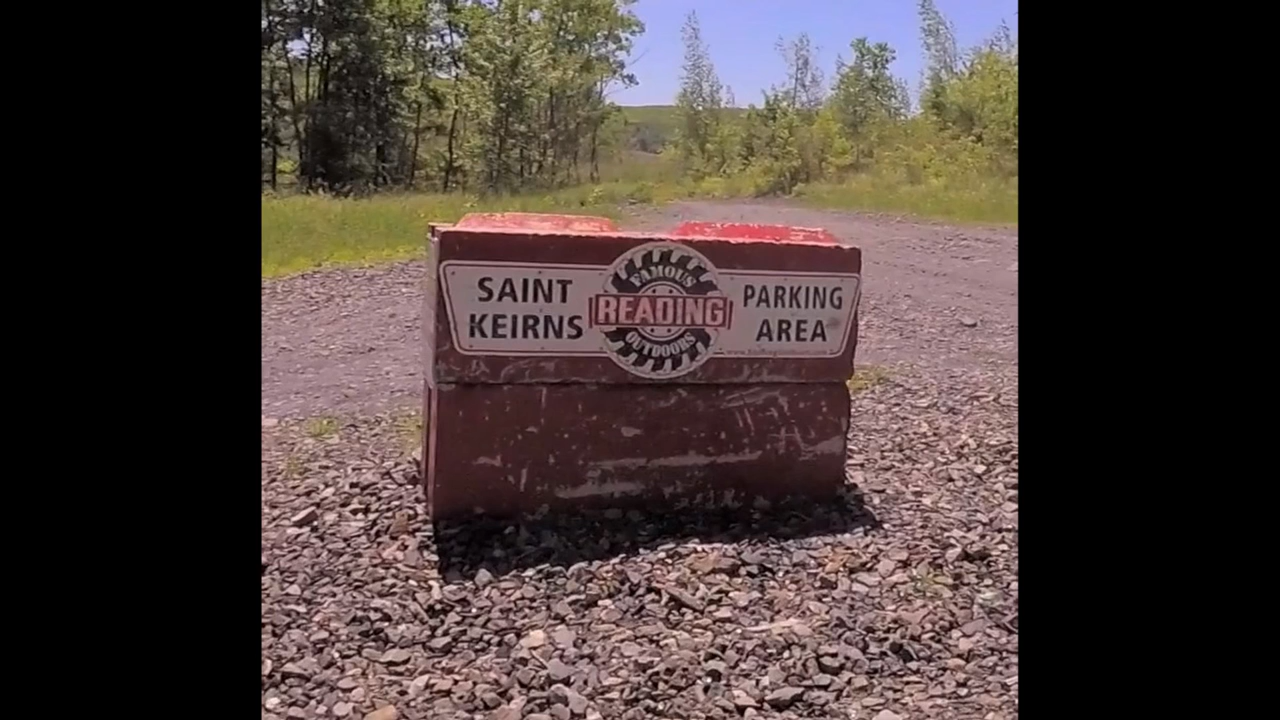 SAINT
KEIRNS
FAMOUS
READING
OUTDOORS
PARKING
AREA